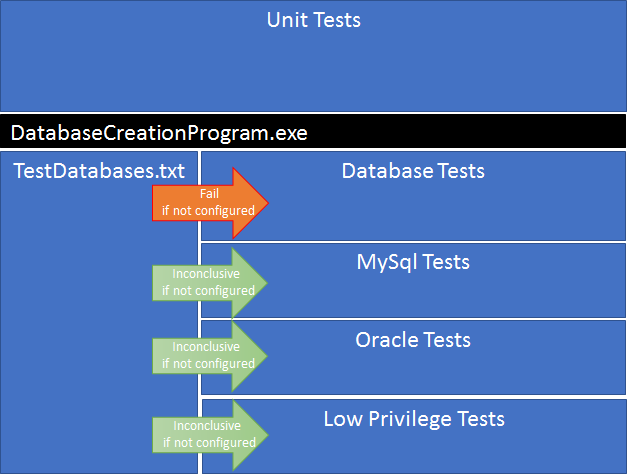 Unit Tests
DatabaseCreationProgram.exe
TestDatabases.txt
Database Tests
Fail
if not configured
MySql Tests
Inconclusive
if not configured
Oracle Tests
Inconclusive
if not configured
Low Privilege Tests
Inconclusive
if not configured